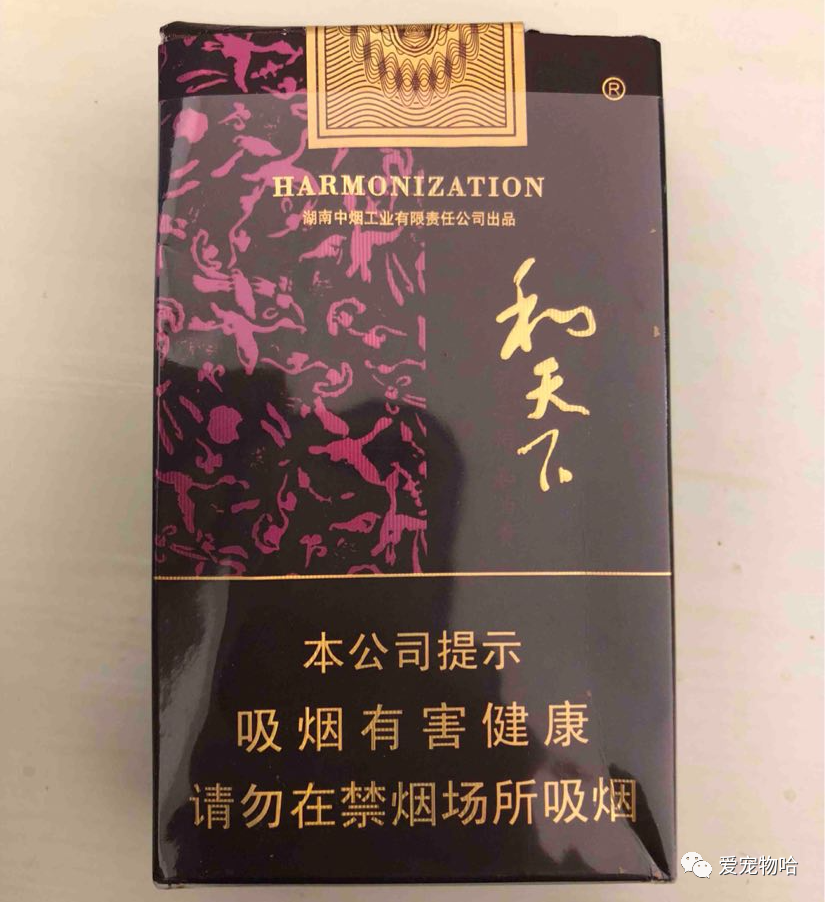 ®
HARMONIZATION
湖南中烟工业有限责任公司出品
和天下
本公司提示
吸烟有害健康
请勿在禁烟场所吸烟
爱宠物哈